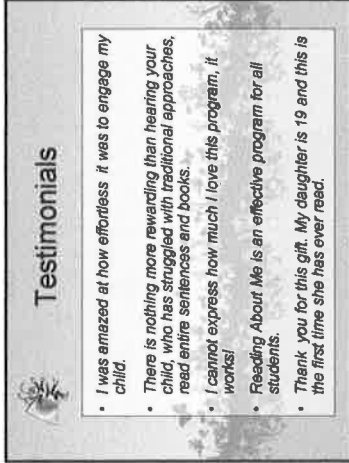 Testimonials
• I was amazed at how effortless it was to engage my
child.
• There is nothing more rewarding than hearing your
child, who has struggled with traditional approaches,
read entire sentences and books.
• I cannot express how much I love this program, it
works!
• Reading About Me is an effective program for all
students.
• Thank you for this gift. My daughter is 19 and this is
the first time she has ever read.